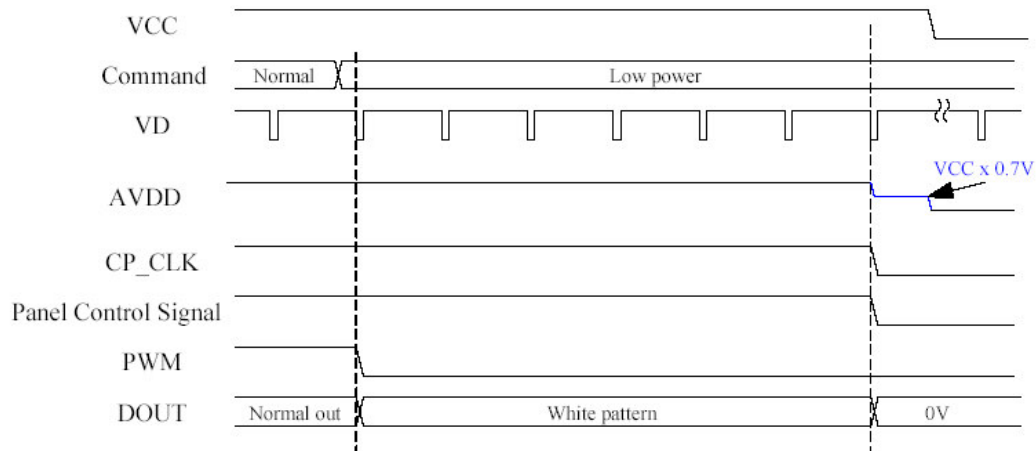 VCC
Command Normal Low power
VD
AVDD VCC x 0.7V
CP_CLK
Panel Control Signal
PWM
DOUT Normal out White pattern 0V